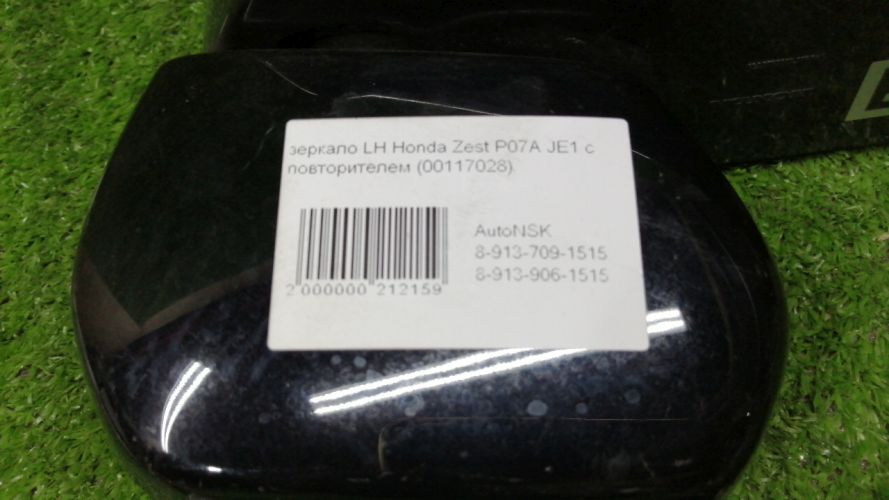 зеркало LH Honda Zest P07A JE1 с
повторителем (00117028)
AutoNSK
8-913-709-1515
8-913-906-1515
2 000000 212159